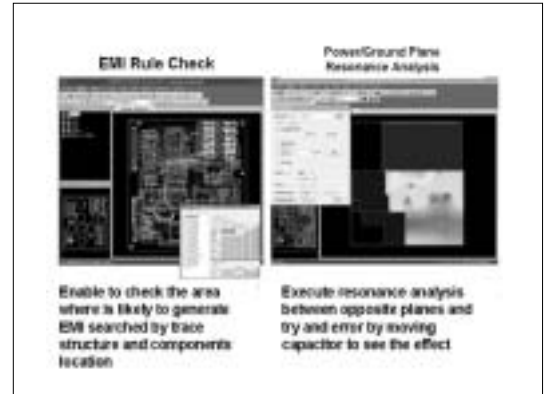 EMI Rule Check
Enable to check the area
where is likely to generate
EMI searched by trace
structure and components
location
Power/Ground Plane
Resonance Analysis
Execute resonance analysis
between opposite planes and
try and error by moving
capacitor to see the effect